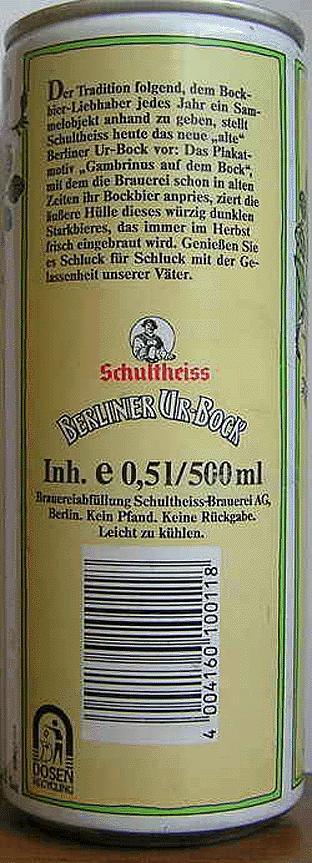 Der Tradition folgend, dem Bock-
bier-Liebhaber jedes Jahr ein Sam-
melobjekt anhand zu geben, stellt
Schultheiss heute das neue „alte“
Berliner Ur-Bock vor: Das Plakat-
motiv „Gambrinus auf dem Bock“,
mit dem die Brauerei schon in alten
Zeiten ihr Bockbier anpries, ziert die
äußere Hülle dieses würzig dunklen
Starkbieres, das immer im Herbst
frisch eingebraut wird. Genießen Sie
es Schluck für Schluck mit der Ge-
lassenheit unserer Väter.
Schultheiss
BERLINER UR-BOCK
Inh. e 0,5l/500 ml
Brauereiabfüllung Schultheiss-Brauerei AG,
Berlin. Kein Pfand. Keine Rückgabe.
Leicht zu kühlen.
4 004160 100118
DOSEN
RECYCLING